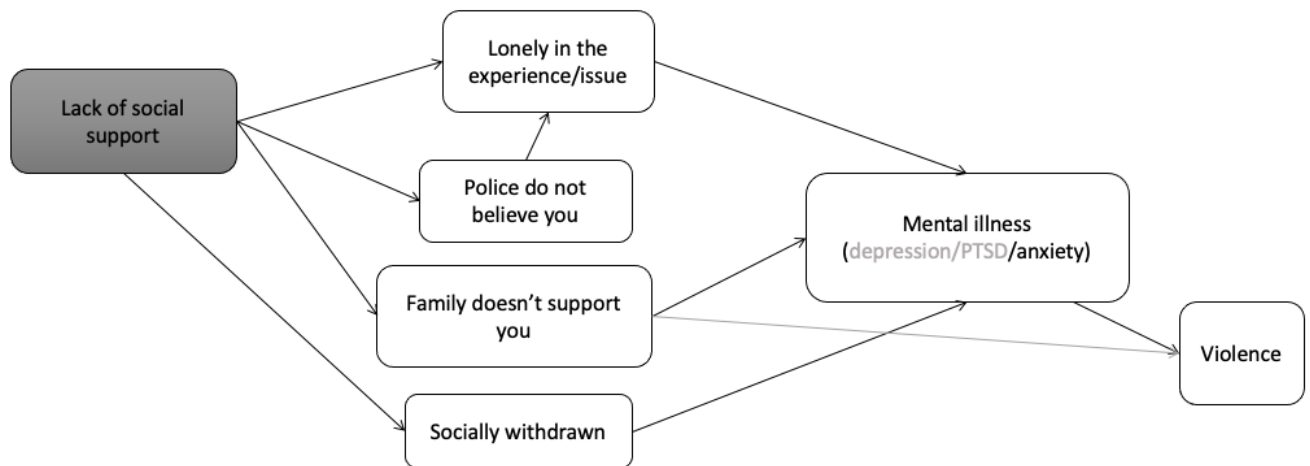 Lack of social
support
Lonely in the
experience/issue
Police do not
believe you
Family doesn’t support
you
Socially withdrawn
Mental illness
(depression/PTSD/anxiety)
Violence